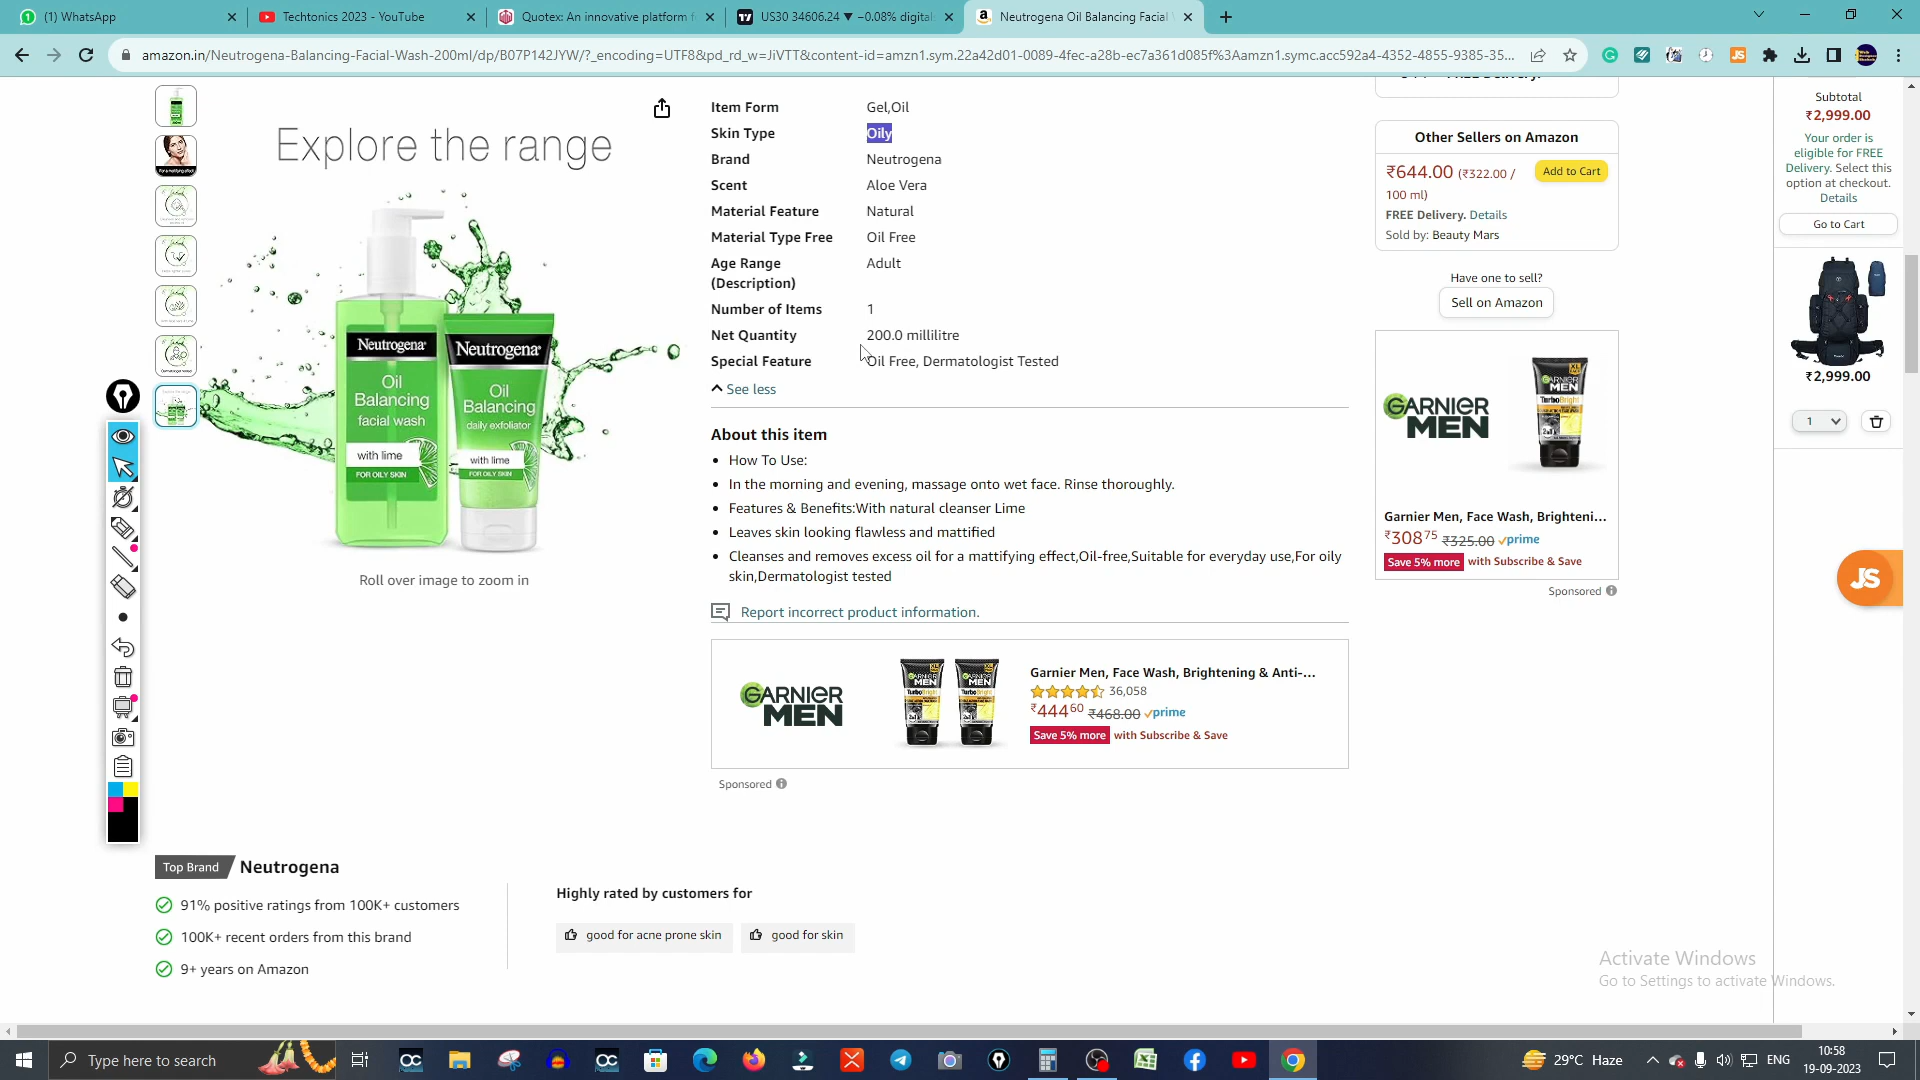 (1) WhatsApp
Techtonics 2023 - YouTube
Quotex: An innovative platform f
US30 34606.24 ▼ −0.08% digital
Neutrogena Oil Balancing Facial
amazon.in/Neutrogena-Balancing-Facial-Wash-200ml/dp/B07P142JYW/?_encoding=UTF8&pd_rd_w=JiVTT&content-id=amzn1.sym.22a42d01-0089-4fec-a28b-ec7a361d085f%3Aamzn1.symc.acc592a4-4352-4855-9385-35...
Explore the range
Neutrogena
Oil
Balancing
facial wash
with lime
FOR OILY SKIN
Neutrogena
Oil
Balancing
daily exfoliator
with lime
FOR OILY SKIN
Roll over image to zoom in
Item Form Gel,Oil
Skin Type Oily
Brand Neutrogena
Scent Aloe Vera
Material Feature Natural
Material Type Free Oil Free
Age Range Adult
(Description)
Number of Items 1
Net Quantity 200.0 millilitre
Special Feature Oil Free, Dermatologist Tested
See less
About this item
• How To Use:
• In the morning and evening, massage onto wet face. Rinse thoroughly.
• Features & Benefits:With natural cleanser Lime
• Leaves skin looking flawless and mattified
• Cleanses and removes excess oil for a mattifying effect,Oil-free,Suitable for everyday use,For oily
skin,Dermatologist tested
Report incorrect product information.
GARNIER
MEN
Garnier Men, Face Wash, Brightening & Anti-...
36,058
₹444 60 ₹468.00 prime
Save 5% more with Subscribe & Save
Sponsored
Other Sellers on Amazon
₹644.00 (₹322.00 /
100 ml)
Add to Cart
FREE Delivery. Details
Sold by: Beauty Mars
Have one to sell?
Sell on Amazon
GARNIER
MEN
Garnier Men, Face Wash, Brighteni...
₹308 75 ₹325.00 prime
Save 5% more with Subscribe & Save
Sponsored
Subtotal
₹2,999.00
Your order is
eligible for FREE
Delivery. Select this
option at checkout.
Details
Go to Cart
₹2,999.00
1
JS
Top Brand Neutrogena
91% positive ratings from 100K+ customers
100K+ recent orders from this brand
9+ years on Amazon
Highly rated by customers for
good for acne prone skin
good for skin
Activate Windows
Go to Settings to activate Windows.
Type here to search
29°C Haze
ENG
10:58
19-09-2023